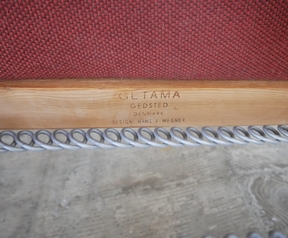 GETAMA
GEDSTED
DENMARK
DESIGN HANS J. WEGNER